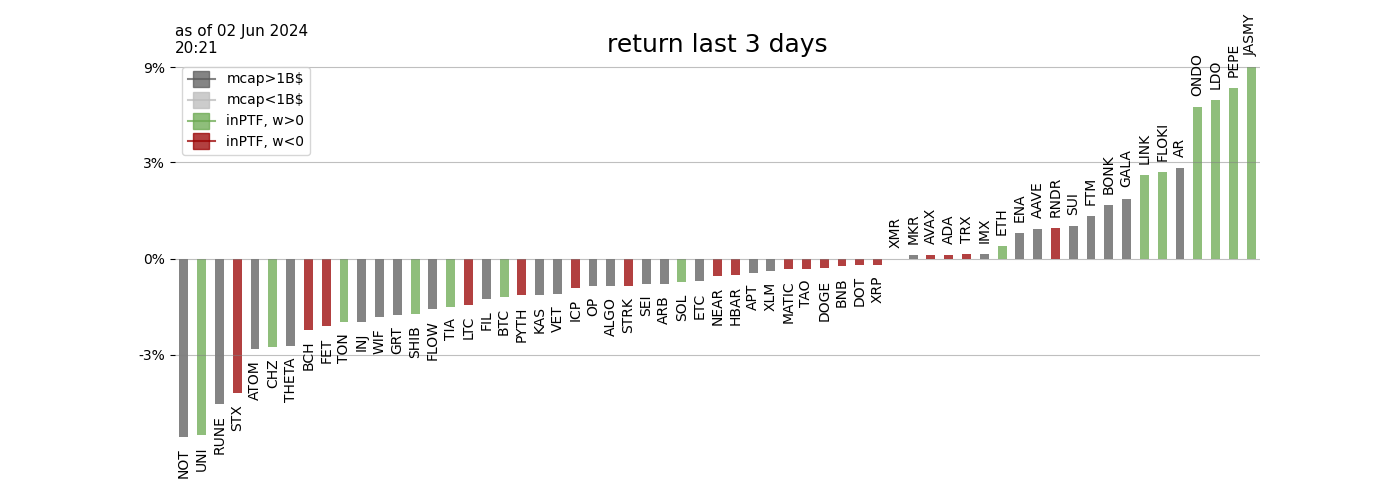 as of 02 Jun 2024
20:21
return last 3 days
9%
3%
0%
-3%
mcap>1B$
mcap<1B$
inPTF, w>0
inPTF, w<0
NOT
UNI
RUNE
STX
ATOM
CHZ
THETA
BCH
FET
TON
INJ
WIF
GRT
SHIB
FLOW
TIA
LTC
FIL
BTC
PYTH
KAS
VET
ICP
OP
ALGO
STRK
SEI
ARB
SOL
ETC
NEAR
HBAR
APT
XLM
MATIC
TAO
DOGE
BNB
DOT
XRP
XMR
MKR
AVAX
ADA
TRX
IMX
ETH
ENA
AAVE
RNDR
SUI
FTM
BONK
GALA
LINK
FLOKI
AR
ONDO
LDO
PEPE
JASMY